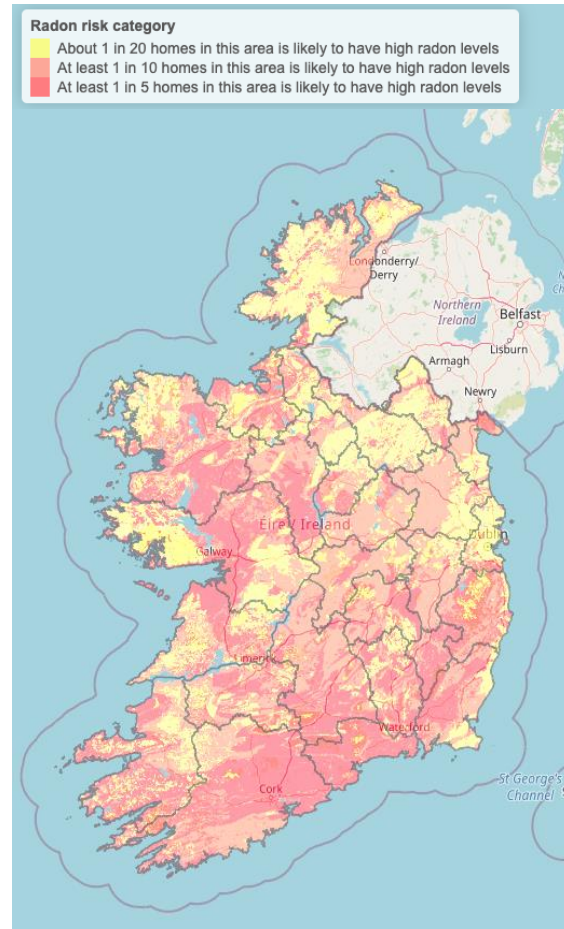 Radon risk category
About 1 in 20 homes in this area is likely to have high radon levels
At least 1 in 10 homes in this area is likely to have high radon levels
At least 1 in 5 homes in this area is likely to have high radon levels
Londonderry/
Derry
Northern
Ireland
Belfast
Lisburn
Armagh
Newry
Éire / Ireland
Dublin
Galway
Waterford
Cork
St George's
Channel